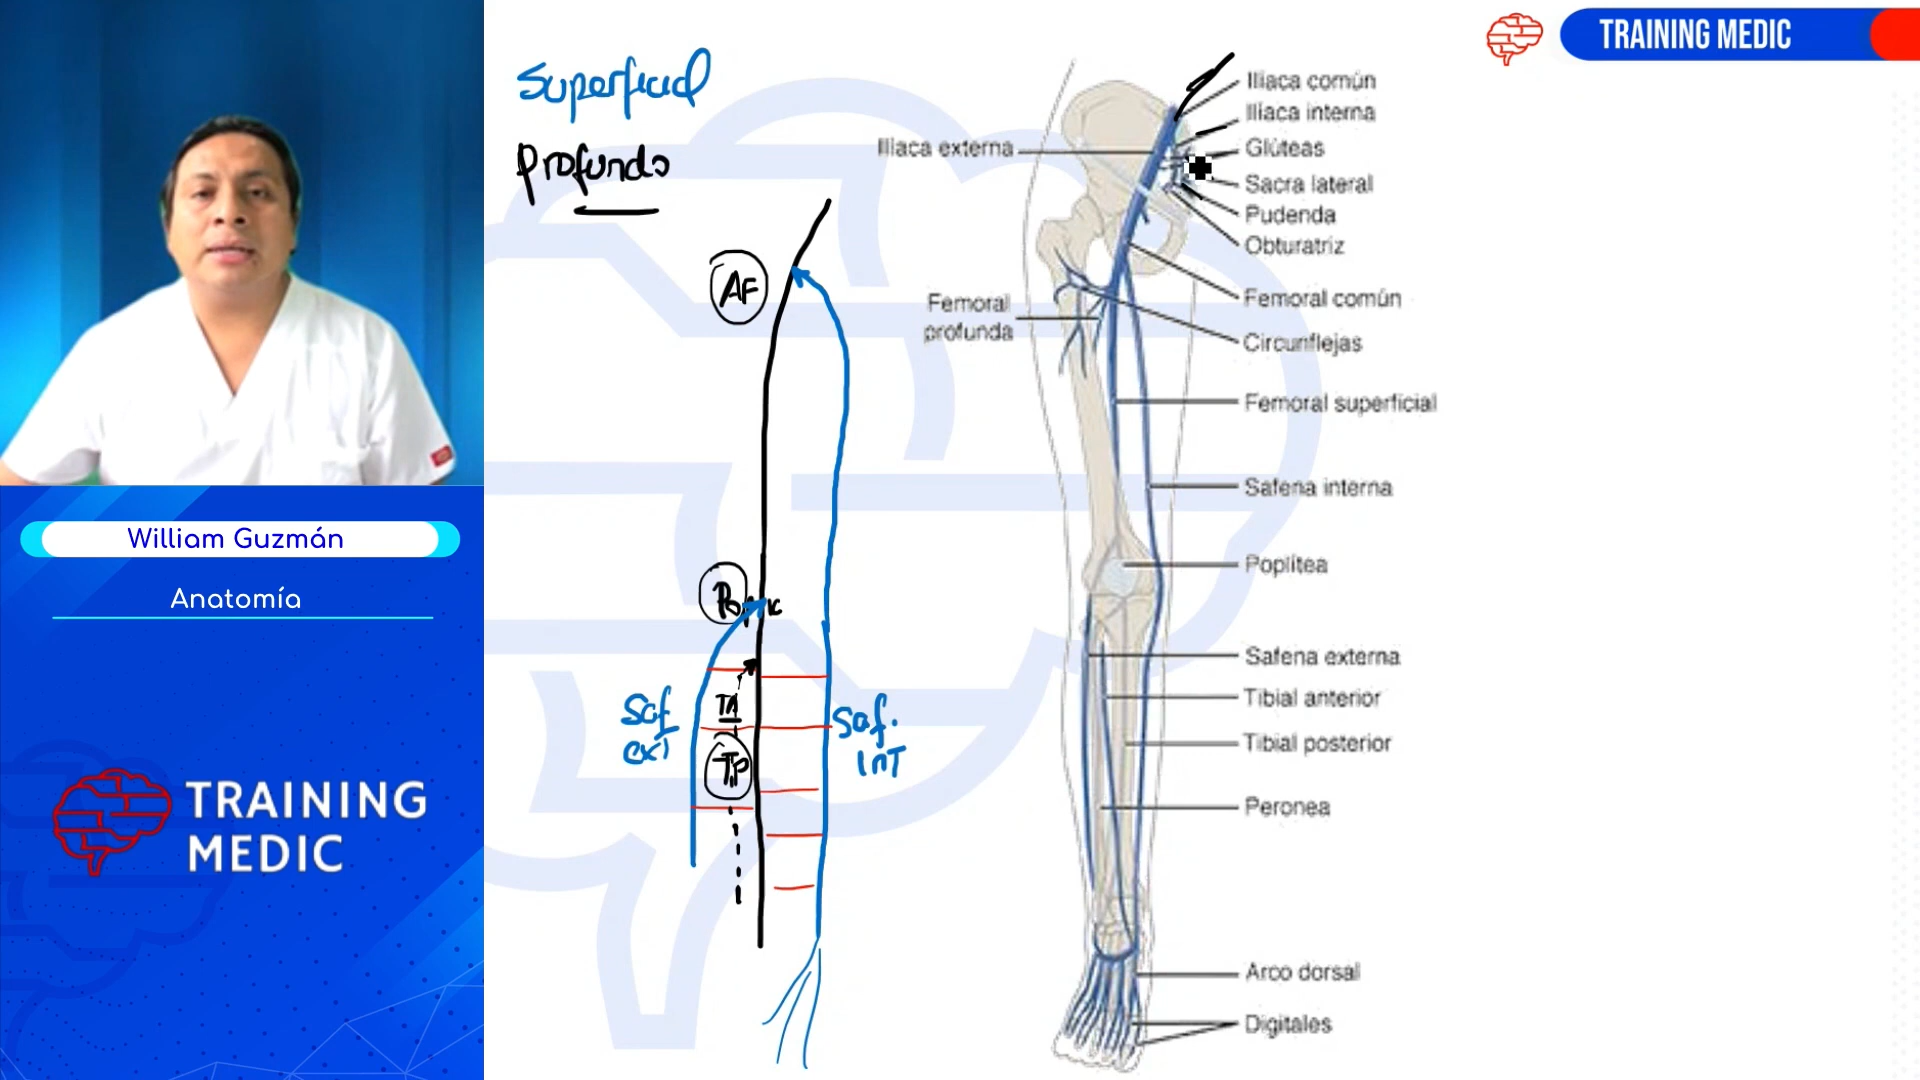 TRAINING MEDIC
Superficial
Profundo
AF
TA
TP
Saf
ext
Saf.
InT
Ilíaca común
Ilíaca interna
Ilíaca externa
Glúteas
Sacra lateral
Pudenda
Obturatriz
Femoral común
Femoral
profunda
Circunflejas
Femoral superficial
Safena interna
Poplítea
Safena externa
Tibial anterior
Tibial posterior
Peronea
Arco dorsal
Digitales
William Guzmán
Anatomía
TRAINING
MEDIC